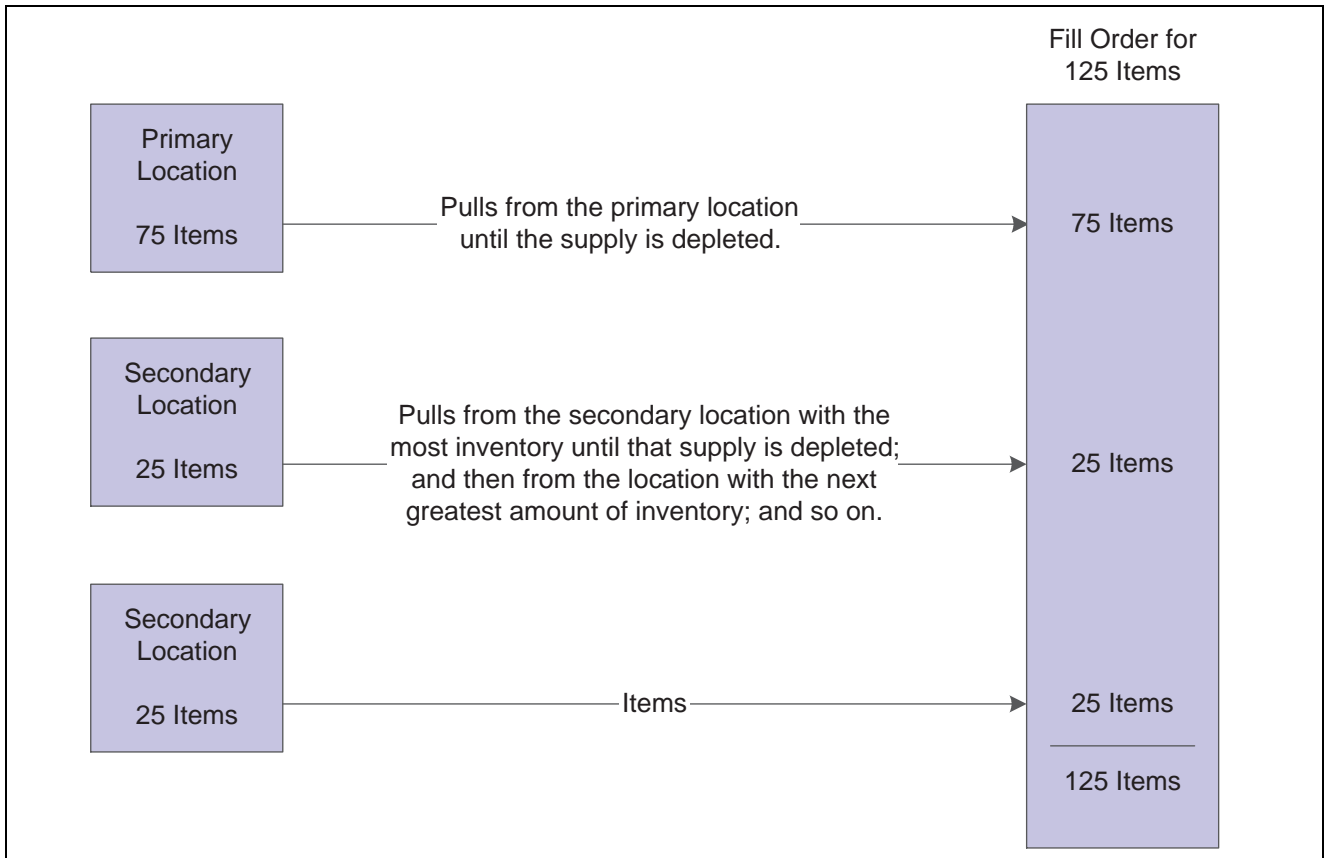 Fill Order for
125 Items
Primary
Location
75 Items
Pulls from the primary location
until the supply is depleted.
75 Items
Secondary
Location
25 Items
Pulls from the secondary location with the
most inventory until that supply is depleted;
and then from the location with the next
greatest amount of inventory; and so on.
25 Items
Secondary
Location
25 Items
Items
25 Items
125 Items